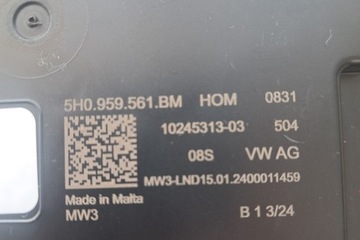 5H0.959.561.BM HOM 0831
10245313-03 504
08S VW AG
MW3-LND15.01.2400011459
Made in Malta
MW3 B 1 3/24